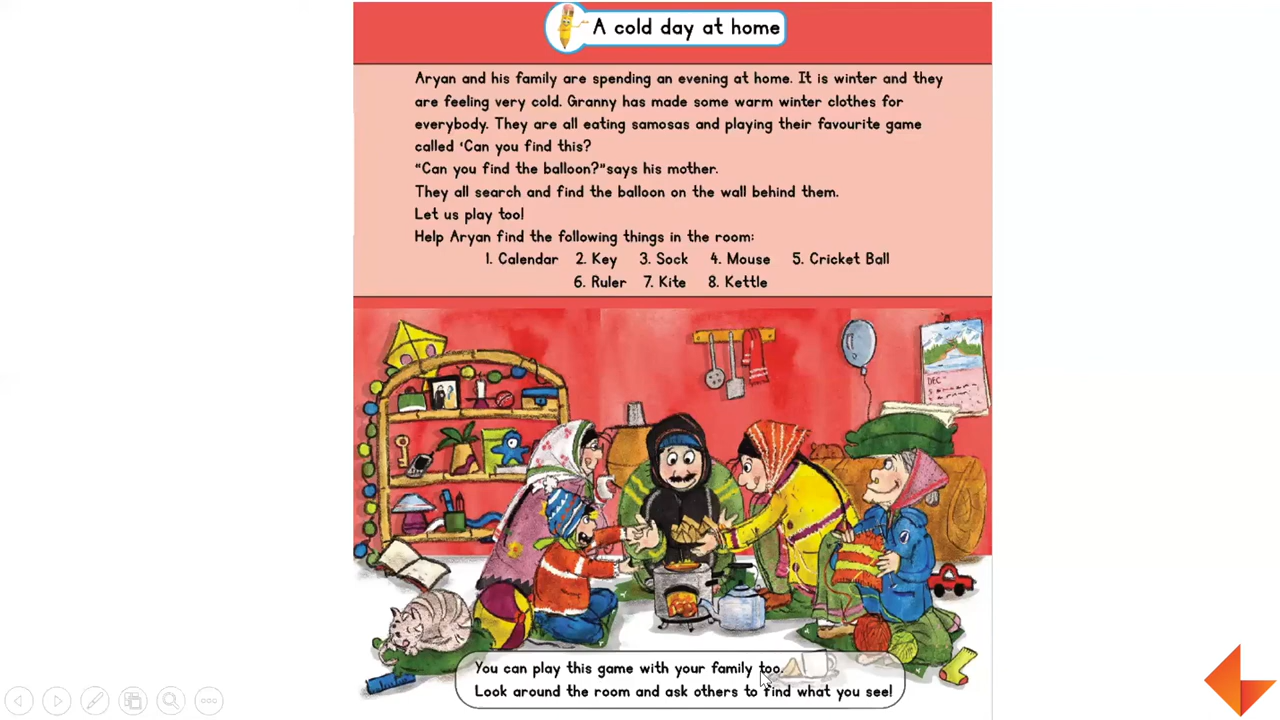 A cold day at home
Aryan and his family are spending an evening at home. It is winter and they
are feeling very cold. Granny has made some warm winter clothes for
everybody. They are all eating samosas and playing their favourite game
called ‘Can you find this?
“Can you find the balloon?”says his mother.
They all search and find the balloon on the wall behind them.
Let us play too!
Help Aryan find the following things in the room:
1. Calendar 2. Key 3. Sock 4. Mouse 5. Cricket Ball
6. Ruler 7. Kite 8. Kettle
DEC
You can play this game with your family too.
Look around the room and ask others to find what you see!